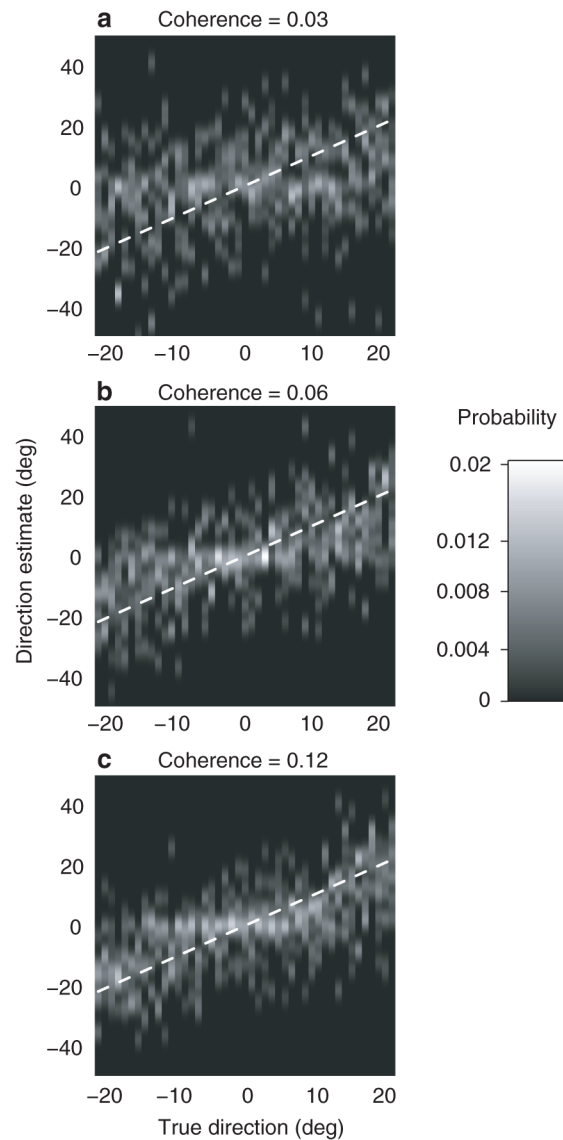 a Coherence = 0.03
40
20
0
−20
−40
−20 −10 0 10 20
b Coherence = 0.06
40
20
0
−20
−40
−20 −10 0 10 20
Direction estimate (deg)
Probability
0.02
0.012
0.008
0.004
0
c Coherence = 0.12
40
20
0
−20
−40
−20 −10 0 10 20
True direction (deg)